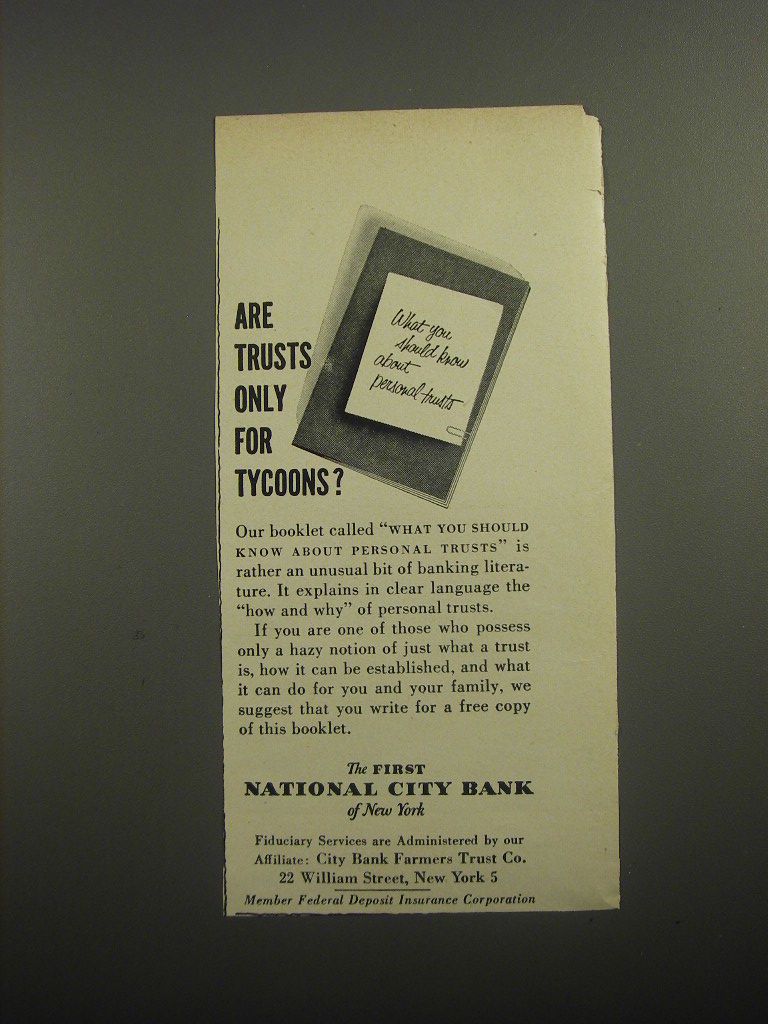 ARE
TRUSTS
ONLY
FOR
TYCOONS?
What you
should know
about
personal trusts
Our booklet called “WHAT YOU SHOULD
KNOW ABOUT PERSONAL TRUSTS” is
rather an unusual bit of banking litera-
ture. It explains in clear language the
“how and why” of personal trusts.
If you are one of those who possess
only a hazy notion of just what a trust
is, how it can be established, and what
it can do for you and your family, we
suggest that you write for a free copy
of this booklet.
The FIRST
NATIONAL CITY BANK
of New York
Fiduciary Services are Administered by our
Affiliate: City Bank Farmers Trust Co.
22 William Street, New York 5
Member Federal Deposit Insurance Corporation